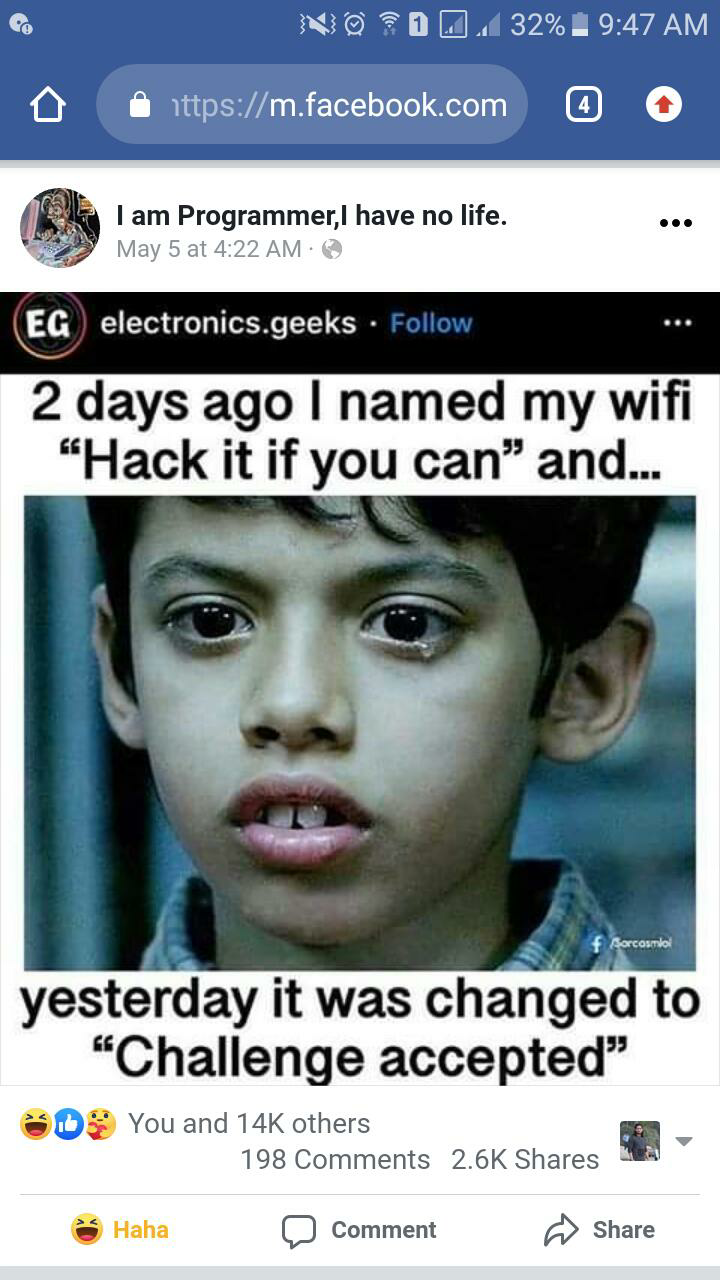 32% 9:47 AM
https://m.facebook.com
4
I am Programmer,I have no life.
May 5 at 4:22 AM ·
EG electronics.geeks · Follow
2 days ago I named my wifi
“Hack it if you can” and...
f /Sarcasmlol
yesterday it was changed to
“Challenge accepted”
You and 14K others
198 Comments 2.6K Shares
Haha Comment Share